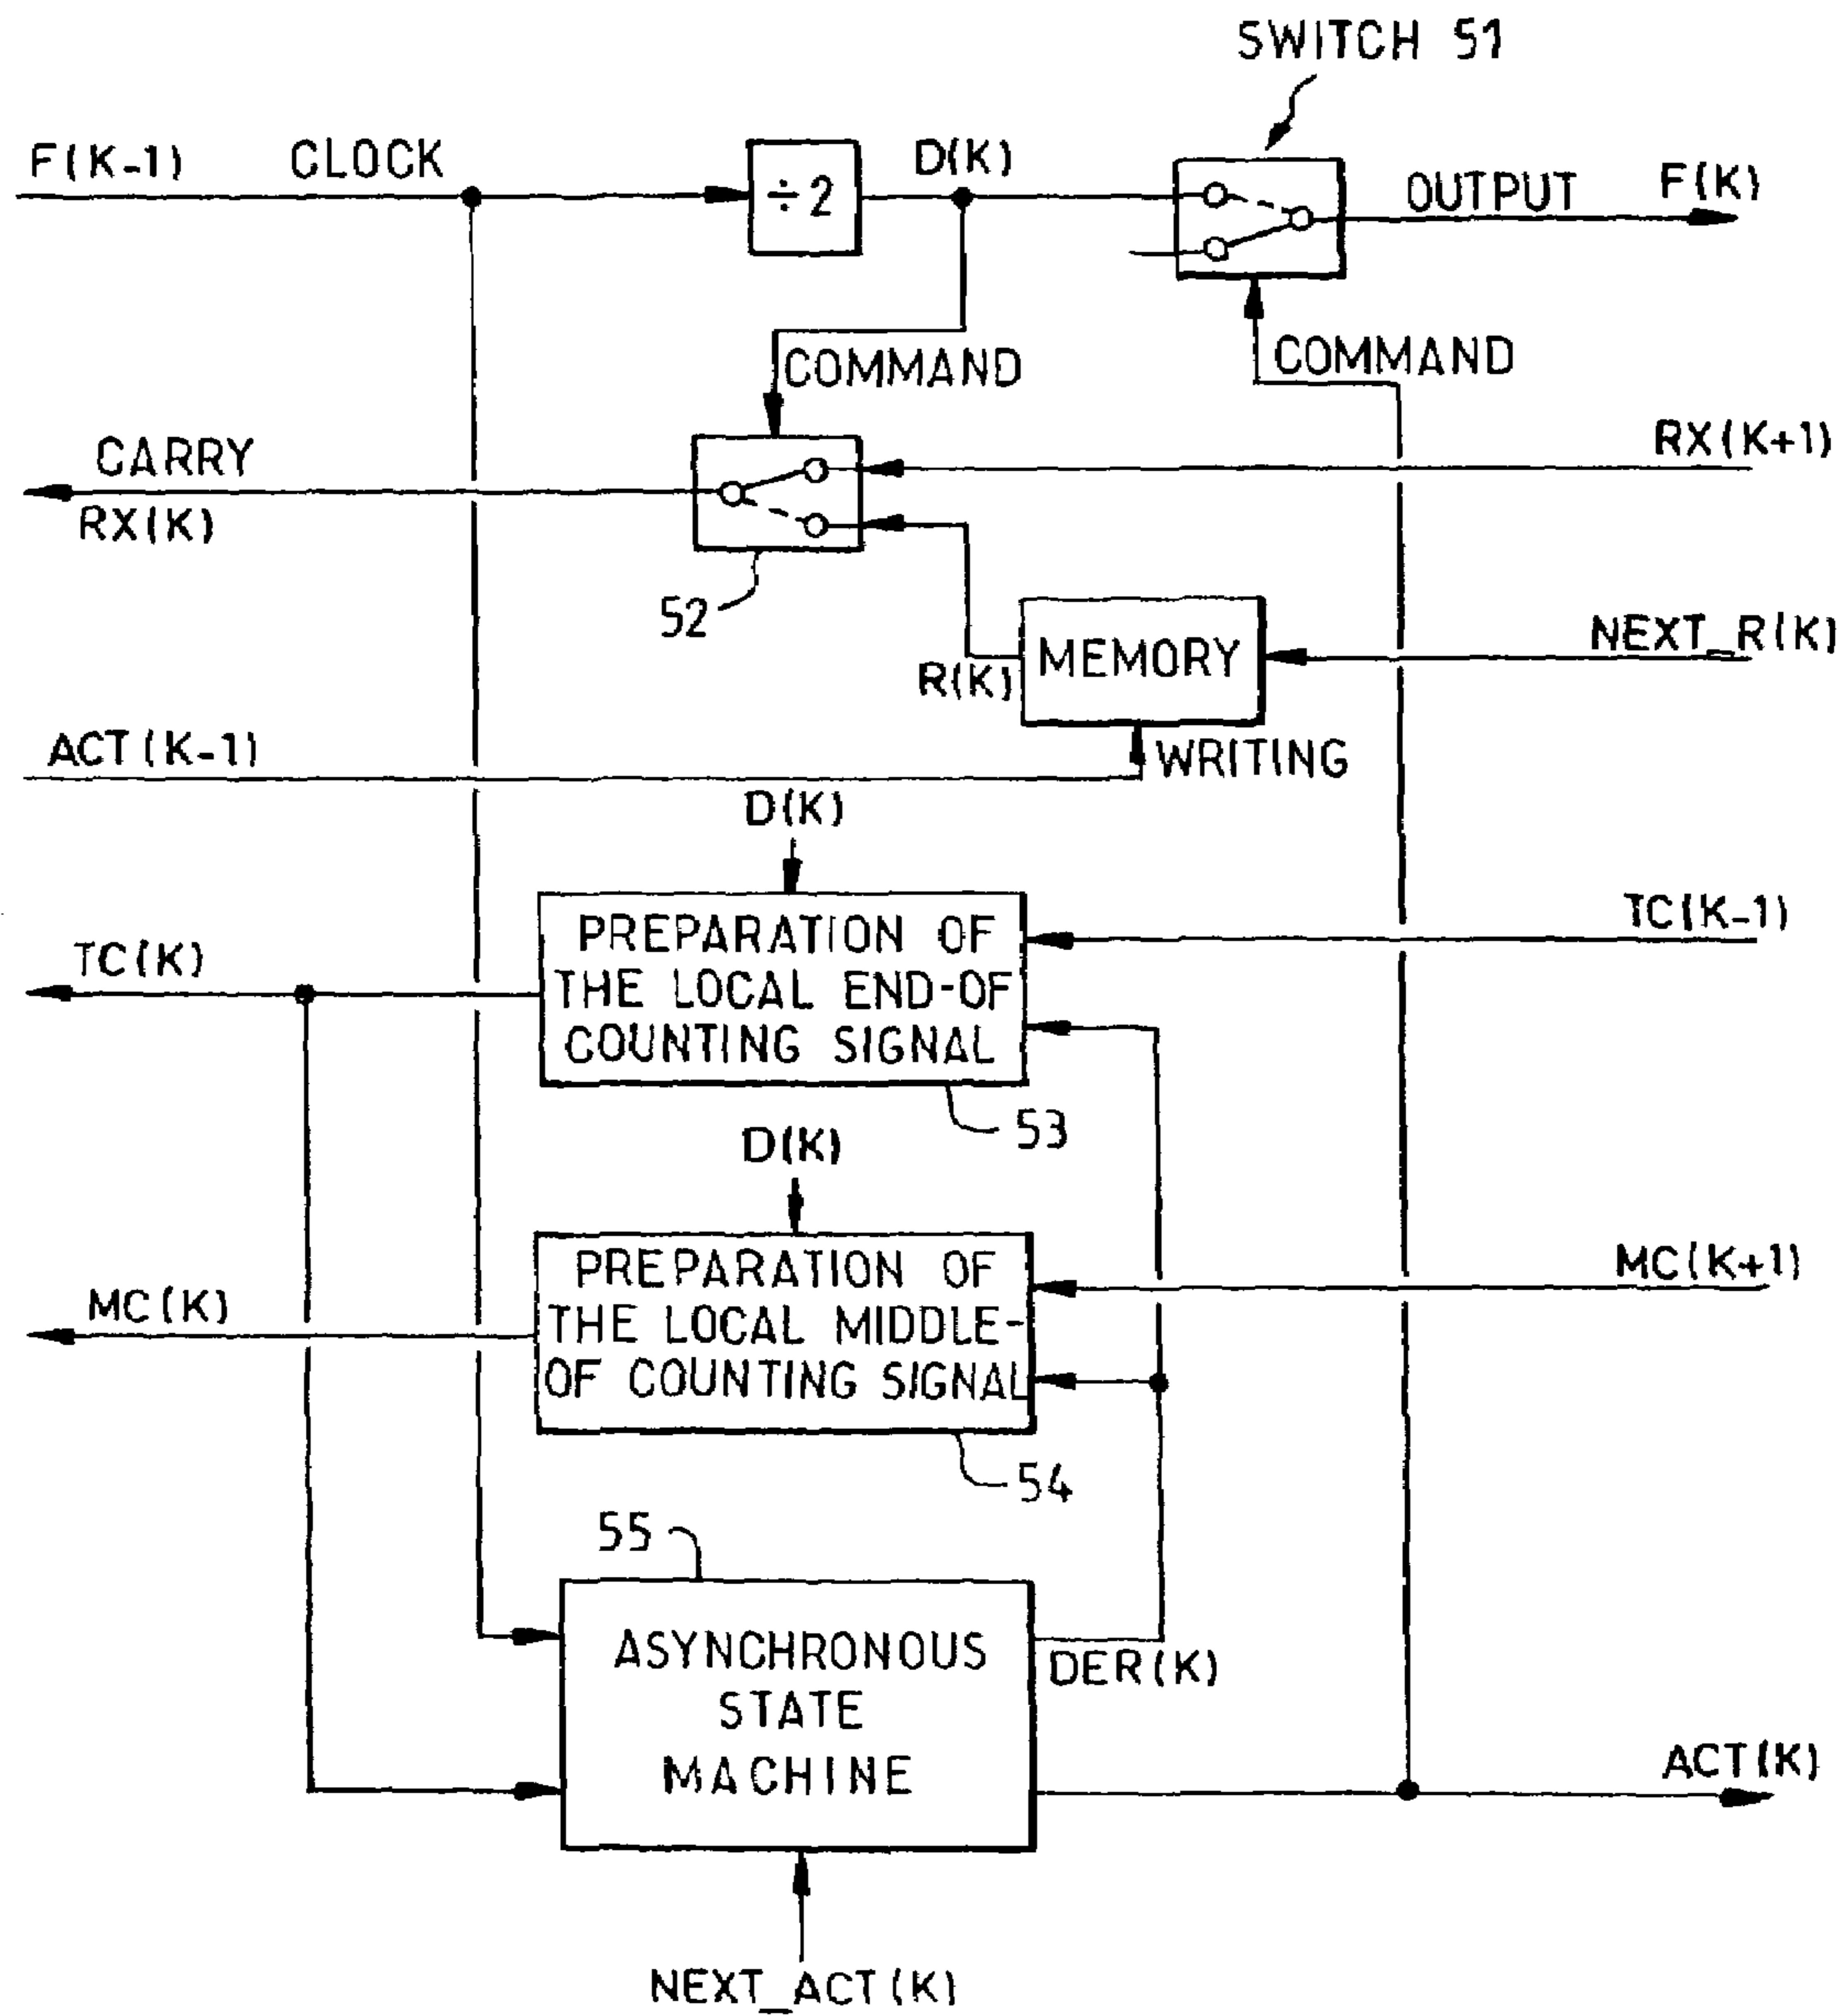 SWITCH 51
F(K-1)
CLOCK
÷2
D(K)
OUTPUT
F(K)
COMMAND
COMMAND
CARRY
RX(K)
RX(K+1)
52
MEMORY
R(K)
NEXT_R(K)
ACT(K-1)
WRITING
D(K)
PREPARATION OF
THE LOCAL END-OF
COUNTING SIGNAL
TC(K-1)
TC(K)
53
D(K)
PREPARATION OF
THE LOCAL MIDDLE-
OF COUNTING SIGNAL
MC(K+1)
MC(K)
54
55
ASYNCHRONOUS
STATE
MACHINE
DER(K)
ACT(K)
NEXT_ACT(K)